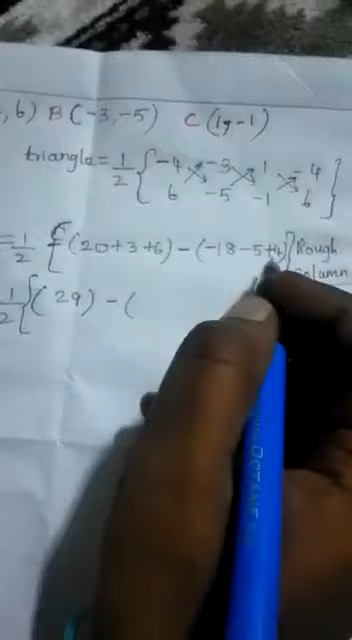 , 6) B (-3, -5) C (1, -1)
triangle = 1/2 { -4 -3 1 -4
6 -5 -1 6 }
= 1/2 { (20+3+6) - (-18-5+4) } Rough column
1/2 { (29) - (